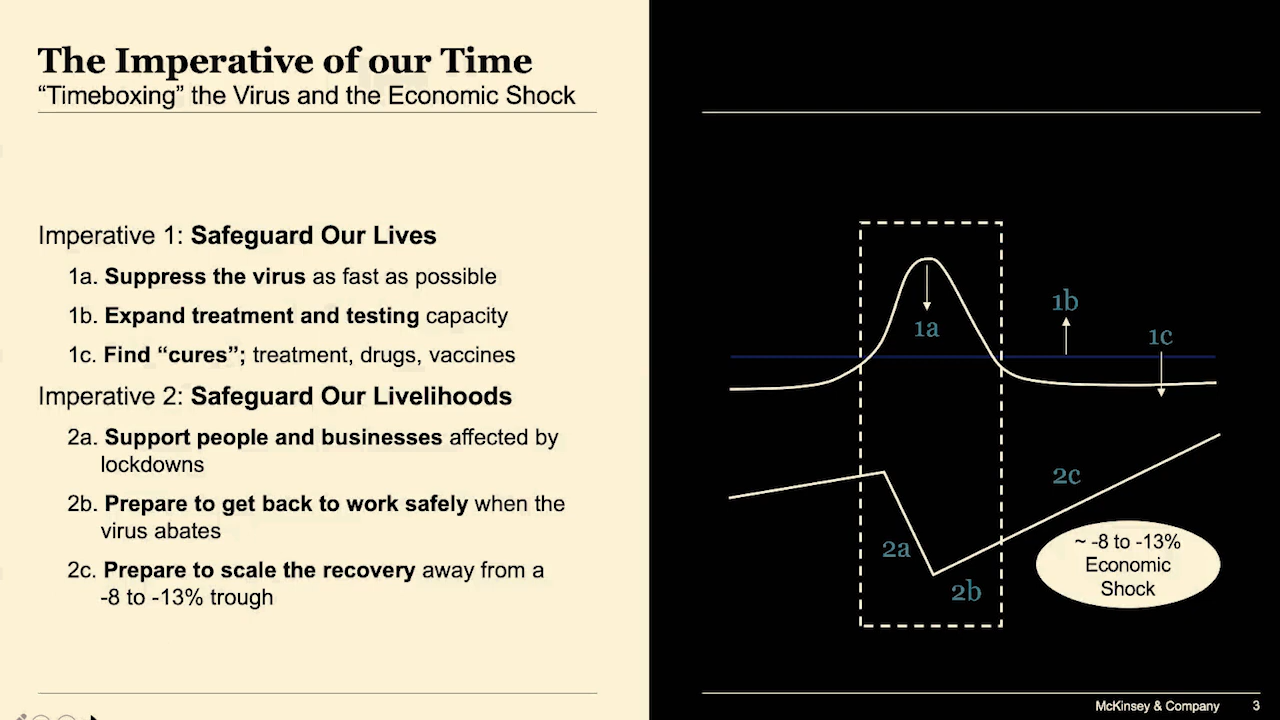 The Imperative of our Time
“Timeboxing” the Virus and the Economic Shock
Imperative 1: Safeguard Our Lives
1a. Suppress the virus as fast as possible
1b. Expand treatment and testing capacity
1c. Find “cures”; treatment, drugs, vaccines
Imperative 2: Safeguard Our Livelihoods
2a. Support people and businesses affected by
lockdowns
2b. Prepare to get back to work safely when the
virus abates
2c. Prepare to scale the recovery away from a
-8 to -13% trough
1a
1b
1c
2a
2b
2c
~ -8 to -13%
Economic
Shock
McKinsey & Company 3